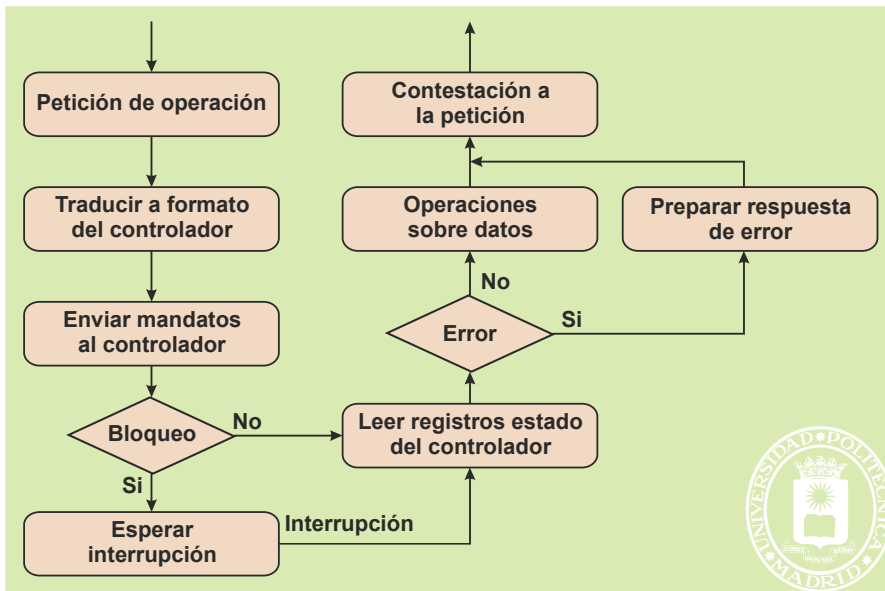 Petición de operación
Traducir a formato
del controlador
Enviar mandatos
al controlador
Bloqueo
No
Si
Esperar
interrupción
Interrupción
Leer registros estado
del controlador
Error
No
Si
Operaciones
sobre datos
Preparar respuesta
de error
Contestación a
la petición
UNIVERSIDAD POLITECNICA
MADRID